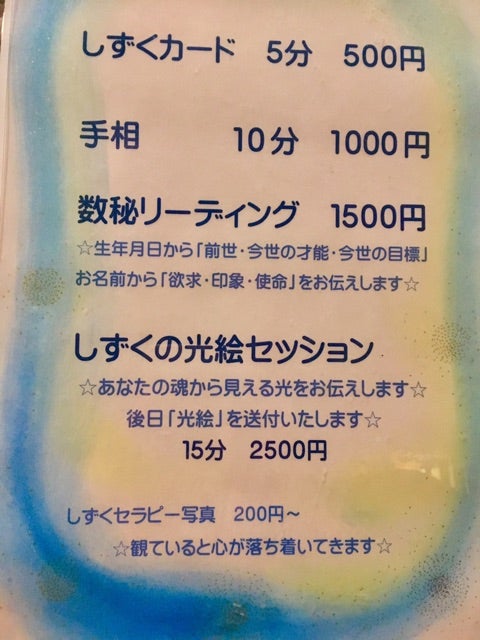 しずくカード 5分 500円
手相 10分 1000円
数秘リーディング 1500円
☆生年月日から「前世・今世の才能・今世の目標」
お名前から「欲求・印象・使命」をお伝えします☆
しずくの光絵セッション
☆あなたの魂から見える光をお伝えします☆
後日「光絵」を送付いたします☆
15分 2500円
しずくセラピー写真 200円～
☆観ていると心が落ち着いてきます☆